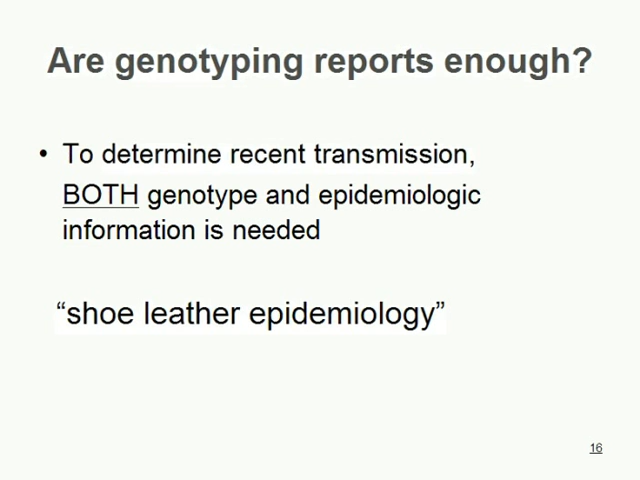 Are genotyping reports enough?
• To determine recent transmission,
BOTH genotype and epidemiologic
information is needed
“shoe leather epidemiology”
16